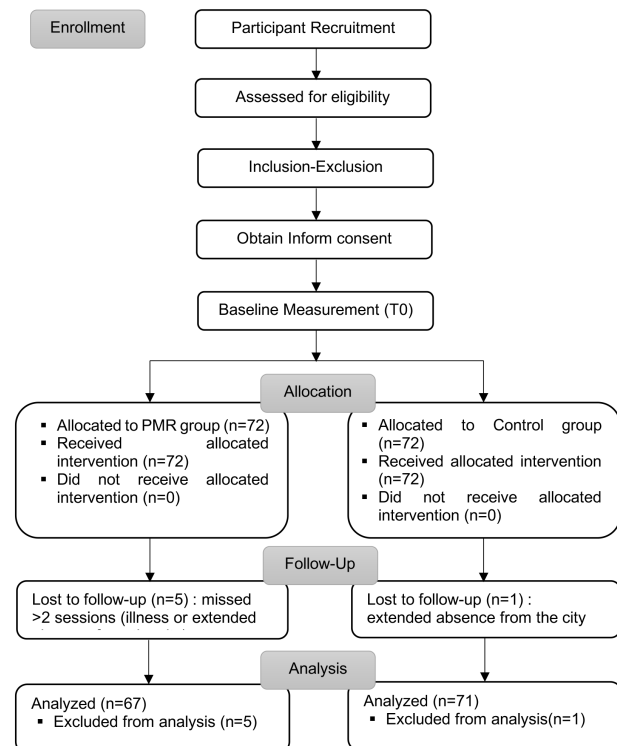 Enrollment
Participant Recruitment
Assessed for eligibility
Inclusion-Exclusion
Obtain Inform consent
Baseline Measurement (T0)
Allocation
▪ Allocated to PMR group (n=72)
▪ Received allocated
intervention (n=72)
▪ Did not receive allocated
intervention (n=0)
▪ Allocated to Control group
(n=72)
▪ Received allocated intervention
(n=72)
▪ Did not receive allocated
intervention (n=0)
Follow-Up
Lost to follow-up (n=5) : missed
>2 sessions (illness or extended
Lost to follow-up (n=1) :
extended absence from the city
Analysis
Analyzed (n=67)
▪ Excluded from analysis (n=5)
Analyzed (n=71)
▪ Excluded from analysis(n=1)